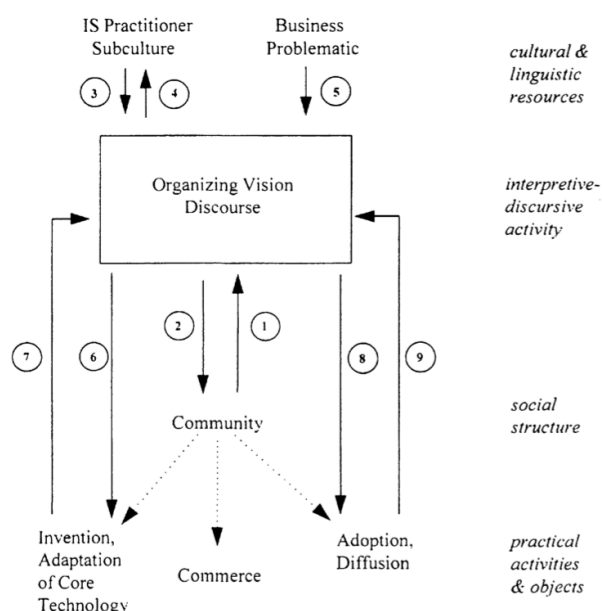 IS Practitioner
Subculture
Business
Problematic
cultural &
linguistic
resources
3
4
5
Organizing Vision
Discourse
interpretive-
discursive
activity
7
6
2
1
8
9
Community
social
structure
Invention,
Adaptation
of Core
Technology
Commerce
Adoption,
Diffusion
practical
activities
& objects